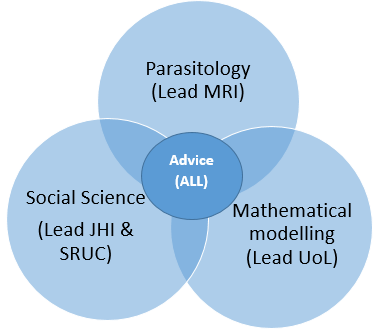 Parasitology
(Lead MRI)
Advice
(ALL)
Social Science
(Lead JHI &
SRUC)
Mathematical
modelling
(Lead UoL)